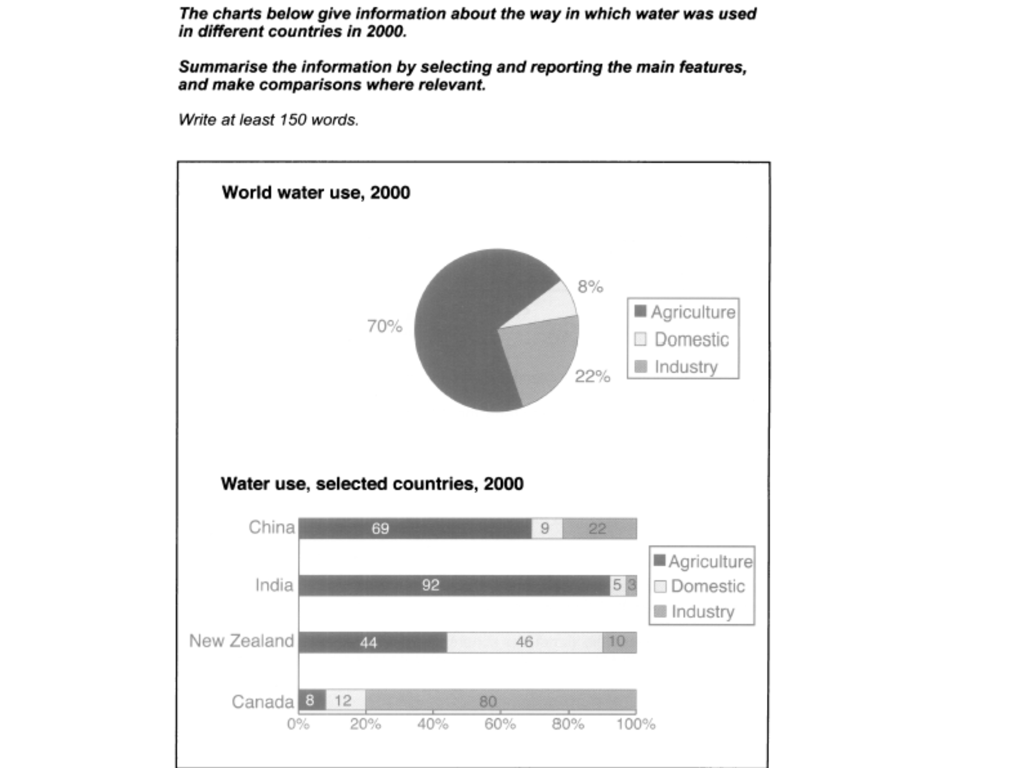 The charts below give information about the way in which water was used
in different countries in 2000.
Summarise the information by selecting and reporting the main features,
and make comparisons where relevant.
Write at least 150 words.
World water use, 2000
8%
70%
22%
Agriculture
Domestic
Industry
Water use, selected countries, 2000
China 69 9 22
India 92 5 3
New Zealand 44 46 10
Canada 8 12 80
0% 20% 40% 60% 80% 100%
Agriculture
Domestic
Industry